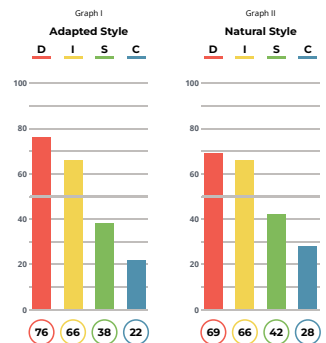 Graph I
Adapted Style
D I S C
100
80
60
40
20
0
76 66 38 22
Graph II
Natural Style
D I S C
100
80
60
40
20
0
69 66 42 28